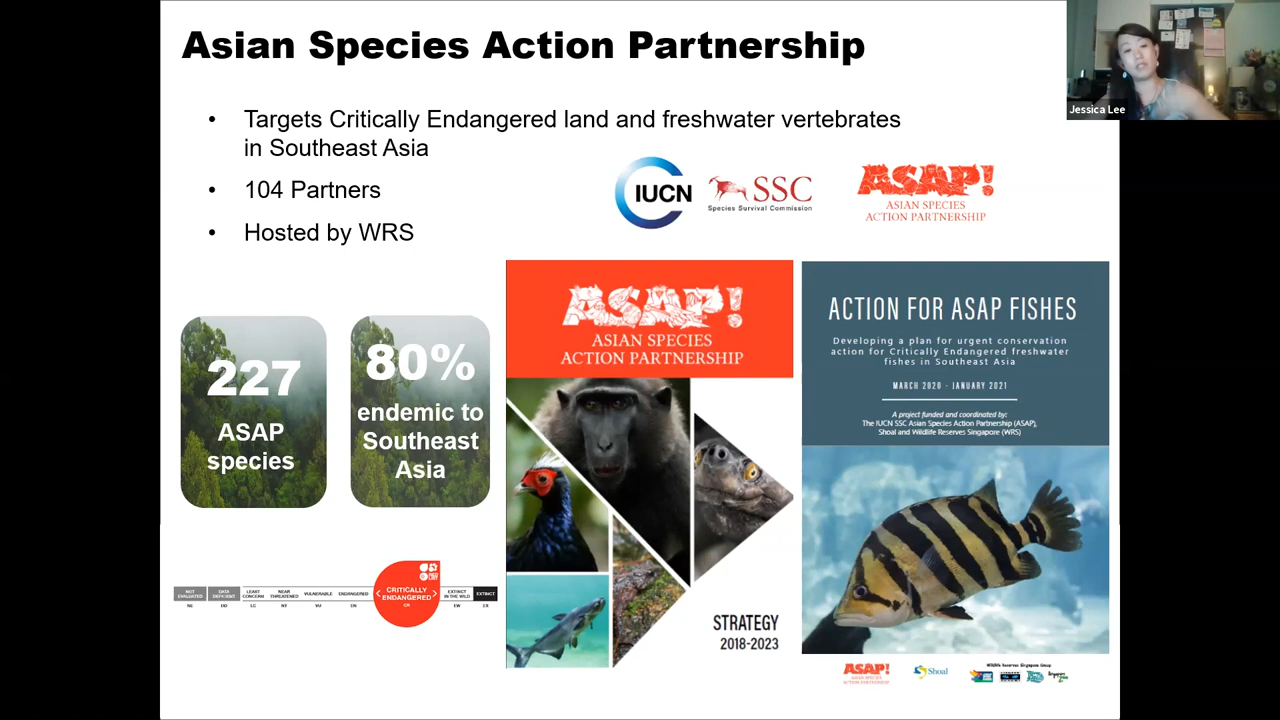 Asian Species Action Partnership
Jessica Lee
• Targets Critically Endangered land and freshwater vertebrates
in Southeast Asia
• 104 Partners
• Hosted by WRS
IUCN
SSC
Species Survival Commission
ASAP!
ASIAN SPECIES
ACTION PARTNERSHIP
227
ASAP
species
80%
endemic to
Southeast
Asia
ASAP!
ASIAN SPECIES
ACTION PARTNERSHIP
STRATEGY
2018-2023
ACTION FOR ASAP FISHES
Developing a plan for urgent conservation
action for Critically Endangered freshwater
fishes in Southeast Asia
MARCH 2020 - JANUARY 2021
A project funded and coordinated by:
The IUCN SSC Asian Species Action Partnership (ASAP),
Shoal and Wildlife Reserves Singapore (WRS)
NOT
EVALUATED
NE
DATA
DEFICIENT
DD
LEAST
CONCERN
LC
NEAR
THREATENED
NT
VULNERABLE
VU
ENDANGERED
EN
< CRITICALLY
ENDANGERED >
CR
EXTINCT
IN THE WILD
EW
EXTINCT
EX
ASAP!
ASIAN SPECIES
ACTION PARTNERSHIP
Shoal
Wildlife Reserves Singapore Group